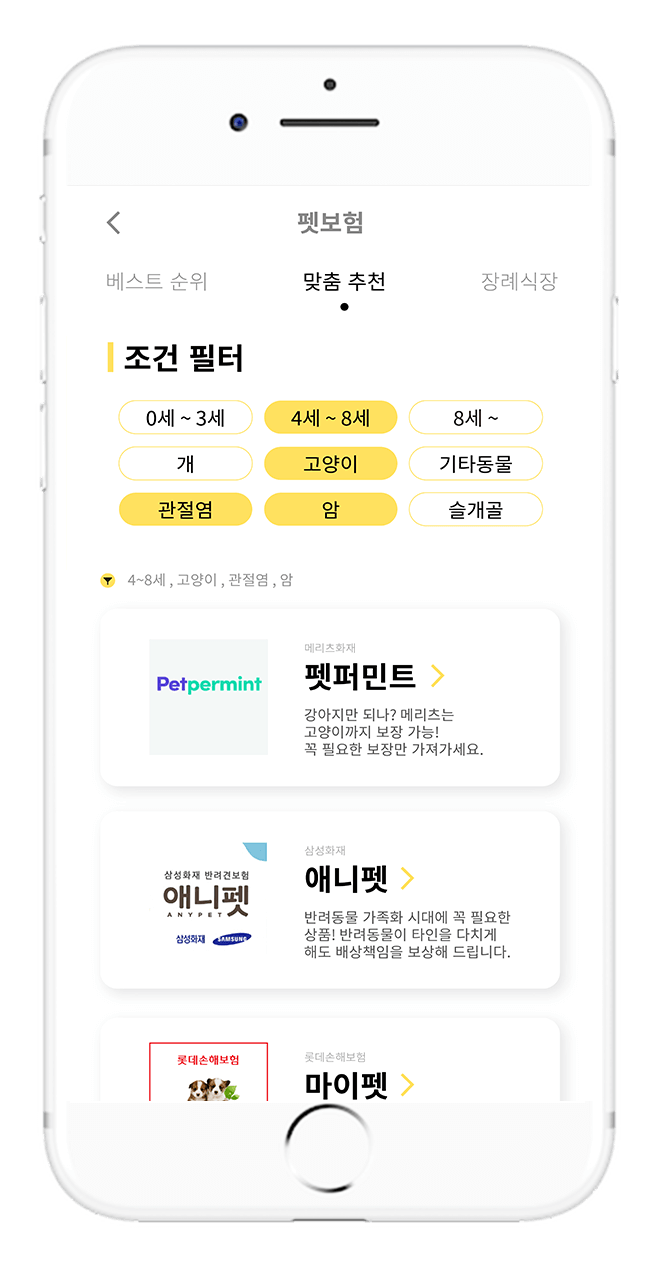 펫보험
베스트 순위
맞춤 추천
장례식장
조건 필터
0세 ~ 3세
4세 ~ 8세
8세 ~
개
고양이
기타동물
관절염
암
슬개골
4~8세 , 고양이 , 관절염 , 암
Petpermint
메리츠화재
펫퍼민트
강아지만 되나? 메리츠는
고양이까지 보장 가능!
꼭 필요한 보장만 가져가세요.
삼성화재 반려견보험
애니펫
ANYPET
삼성화재 SAMSUNG
삼성화재
애니펫
반려동물 가족화 시대에 꼭 필요한
상품! 반려동물이 타인을 다치게
해도 배상책임을 보상해 드립니다.
롯데손해보험
롯데손해보험
마이펫